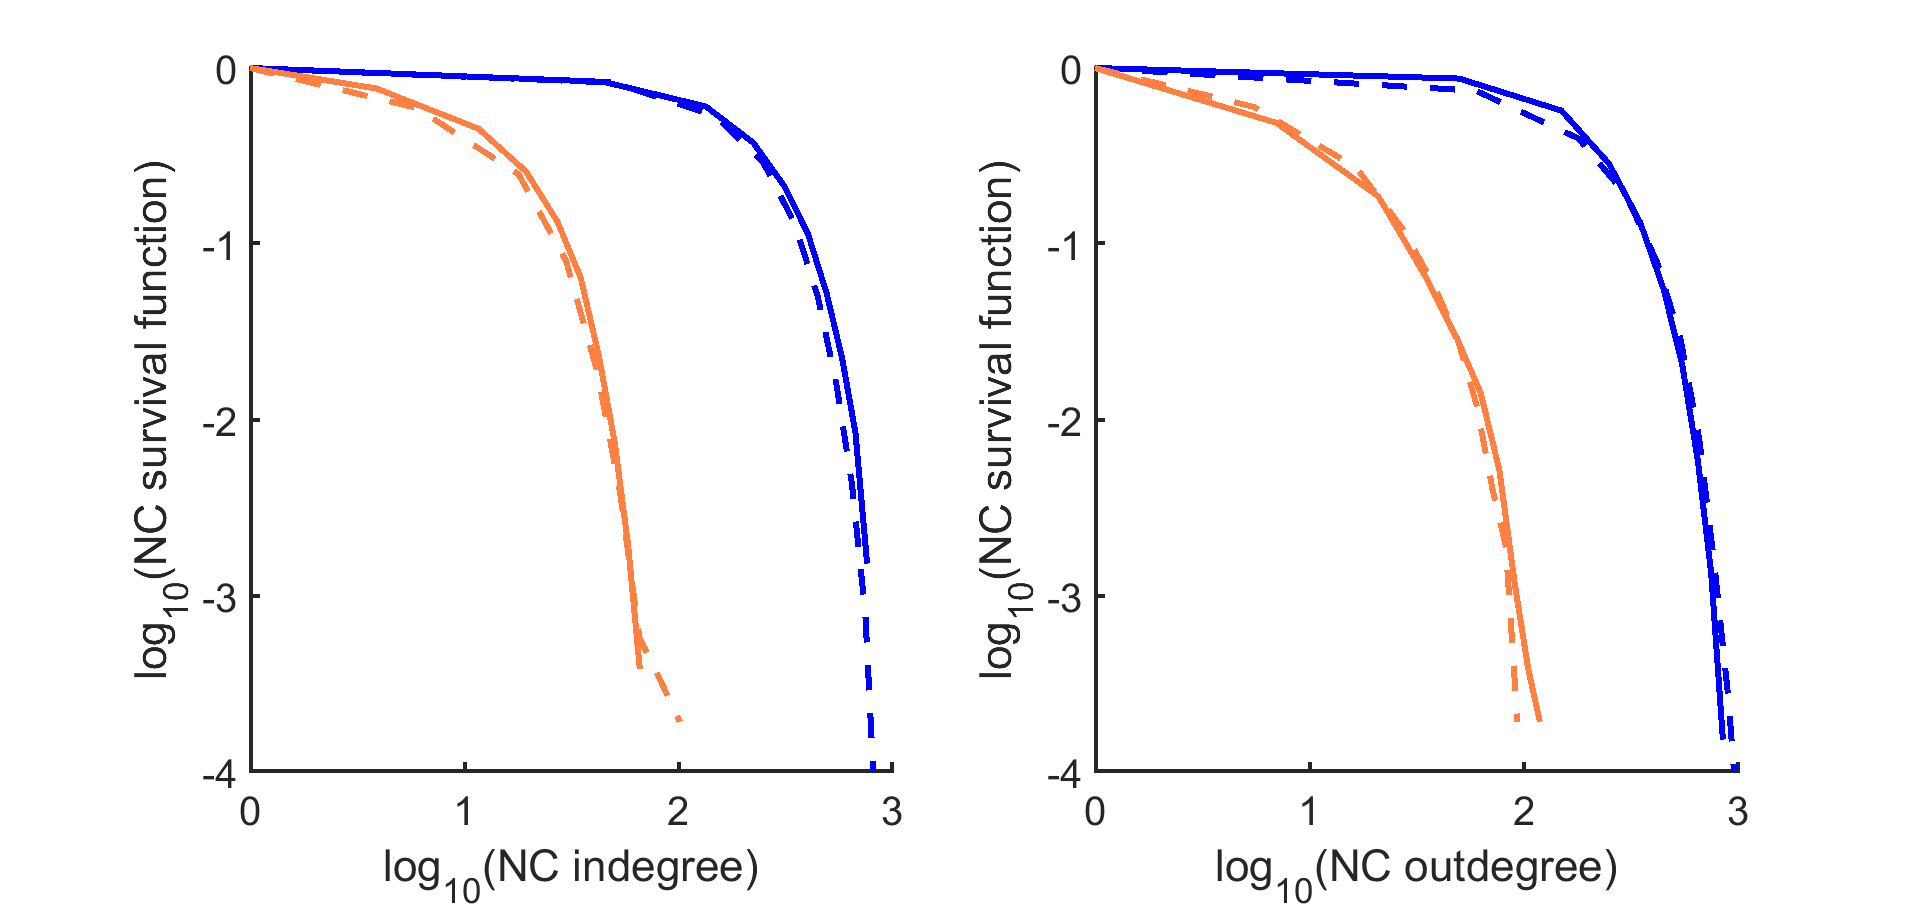 log10(NC survival function)
0
-1
-2
-3
-4
0 1 2 3
log10(NC indegree)
log10(NC survival function)
0
-1
-2
-3
-4
0 1 2 3
log10(NC outdegree)